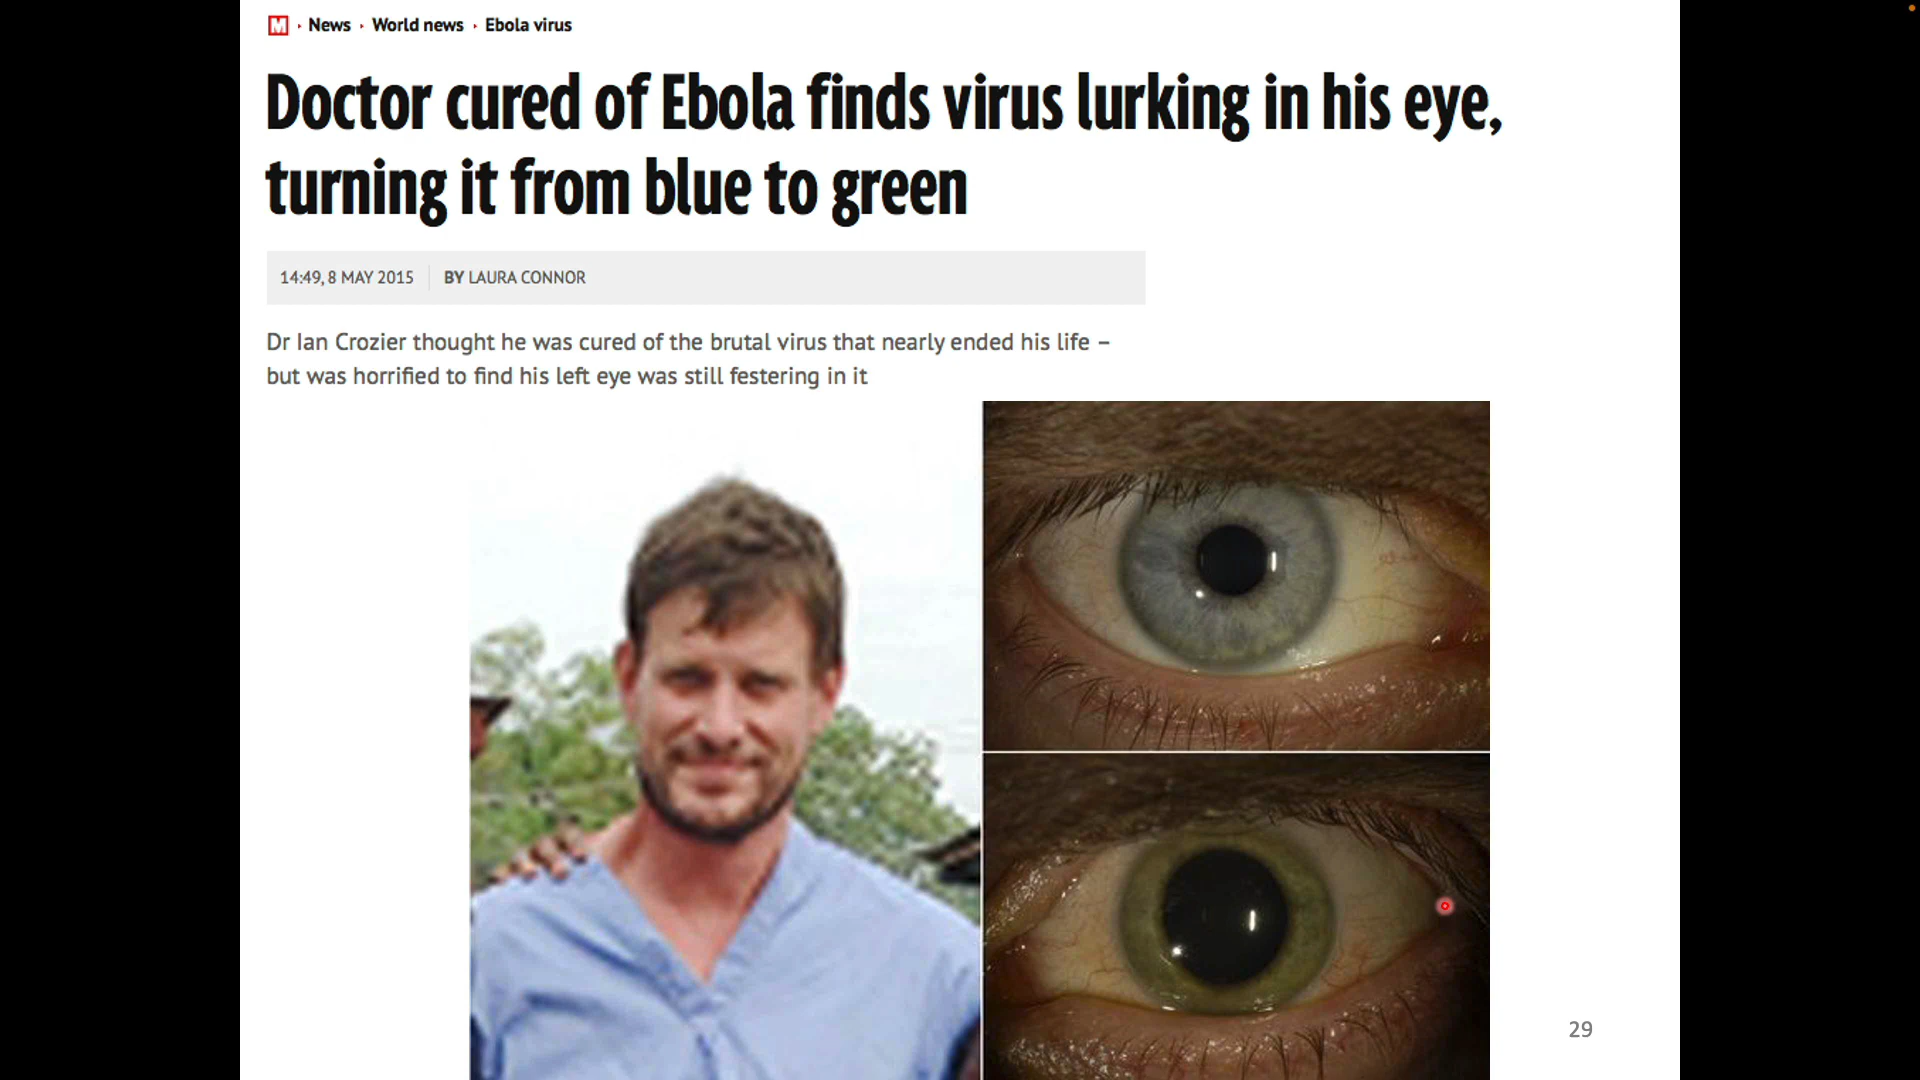 M · News · World news · Ebola virus
Doctor cured of Ebola finds virus lurking in his eye,
turning it from blue to green
14:49, 8 MAY 2015 BY LAURA CONNOR
Dr Ian Crozier thought he was cured of the brutal virus that nearly ended his life –
but was horrified to find his left eye was still festering in it
29